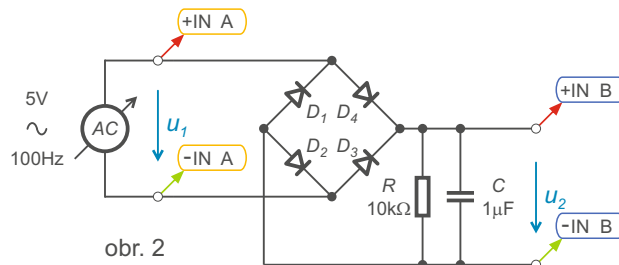 +IN A
+IN B
5V
AC
100Hz
u1
D1
D4
D2
D3
-IN A
R
10kΩ
C
1µF
u2
-IN B
obr. 2